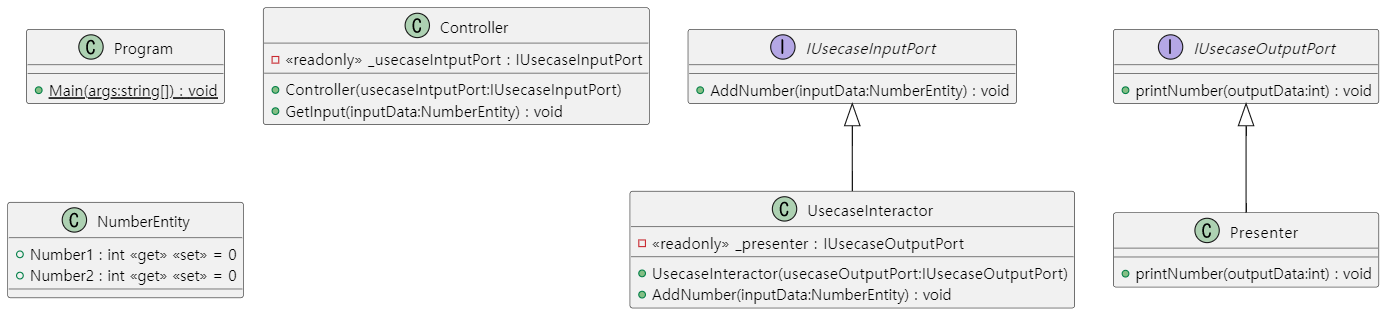 C Program
Main(args:string[]) : void
C Controller
«readonly» _usecaseIntputPort : IUsecaseInputPort
Controller(usecaseIntputPort:IUsecaseInputPort)
GetInput(inputData:NumberEntity) : void
I IUsecaseInputPort
AddNumber(inputData:NumberEntity) : void
I IUsecaseOutputPort
printNumber(outputData:int) : void
C NumberEntity
Number1 : int «get» «set» = 0
Number2 : int «get» «set» = 0
C UsecaseInteractor
«readonly» _presenter : IUsecaseOutputPort
UsecaseInteractor(usecaseOutputPort:IUsecaseOutputPort)
AddNumber(inputData:NumberEntity) : void
C Presenter
printNumber(outputData:int) : void